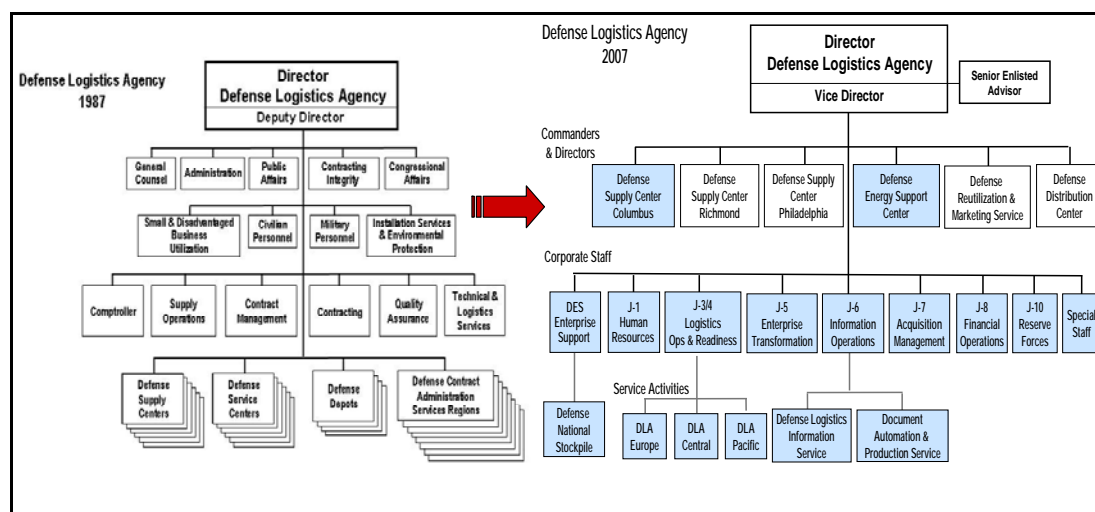 Defense Logistics Agency
1987
Director
Defense Logistics Agency
Deputy Director
General
Counsel
Administration
Public
Affairs
Contracting
Integrity
Congressional
Affairs
Small & Disadvantaged
Business
Utilization
Civilian
Personnel
Military
Personnel
Installation Services
& Environmental
Protection
Comptroller
Supply
Operations
Contract
Management
Contracting
Quality
Assurance
Technical &
Logistics
Services
Defense
Supply
Centers
Defense
Service
Centers
Defense
Depots
Defense Contract
Administration
Services Regions
Defense Logistics Agency
2007
Director
Defense Logistics Agency
Vice Director
Senior Enlisted
Advisor
Commanders
& Directors
Defense
Supply Center
Columbus
Defense
Supply Center
Richmond
Defense Supply
Center
Philadelphia
Defense
Energy Support
Center
Defense
Reutilization &
Marketing Service
Defense
Distribution
Center
Corporate Staff
DES
Enterprise
Support
J-1
Human
Resources
J-3/4
Logistics
Ops & Readiness
J-5
Enterprise
Transformation
J-6
Information
Operations
J-7
Acquisition
Management
J-8
Financial
Operations
J-10
Reserve
Forces
Special
Staff
Service Activities
Defense
National
Stockpile
DLA
Europe
DLA
Central
DLA
Pacific
Defense Logistics
Information
Service
Document
Automation &
Production Service